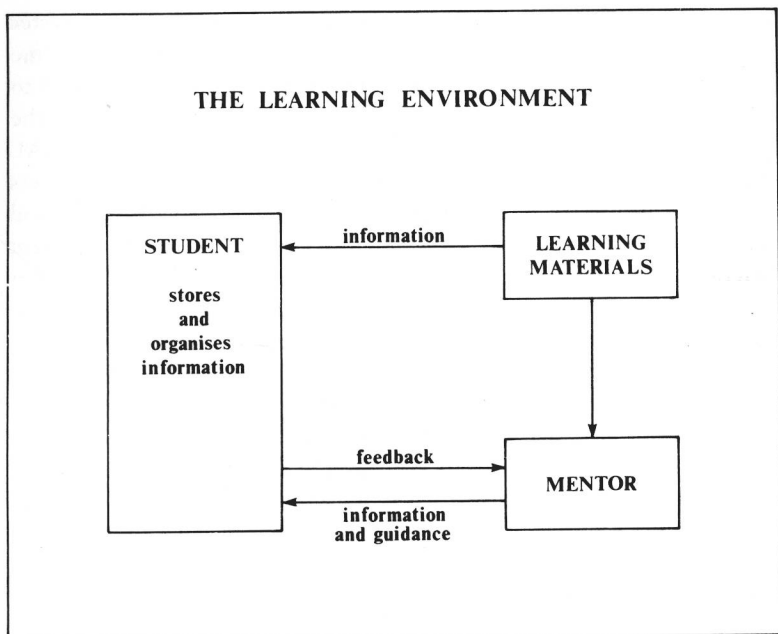 THE LEARNING ENVIRONMENT
STUDENT
stores
and
organises
information
information
LEARNING
MATERIALS
feedback
information
and guidance
MENTOR